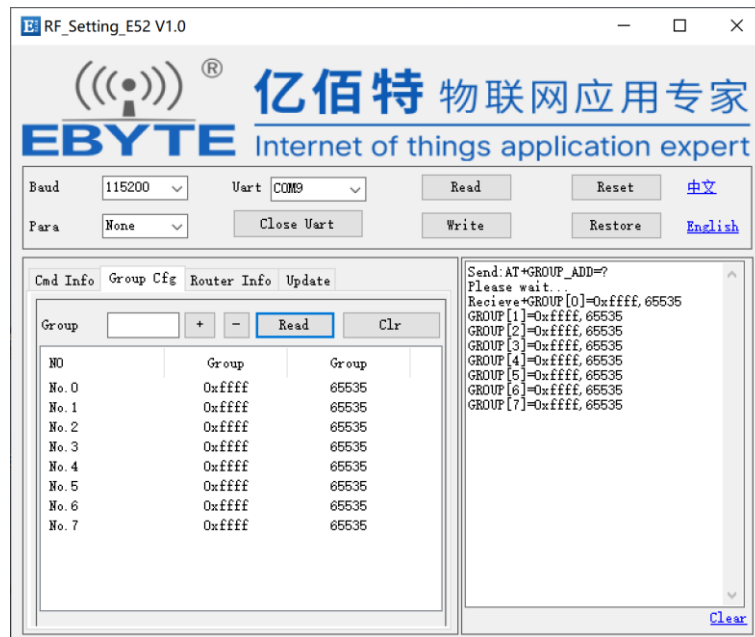 RF_Setting_E52 V1.0
®
亿佰特 物联网应用专家
EBYTE Internet of things application expert
Baud 115200 Uart COM9 Read Reset 中文
Para None Close Uart Write Restore English
Cmd Info Group Cfg Router Info Update
Group + - Read Clr
NO Group Group
No.0 0xffff 65535
No.1 0xffff 65535
No.2 0xffff 65535
No.3 0xffff 65535
No.4 0xffff 65535
No.5 0xffff 65535
No.6 0xffff 65535
No.7 0xffff 65535
Send:AT+GROUP_ADD=?
Please wait...
Recieve+GROUP[0]=0xffff,65535
GROUP[1]=0xffff,65535
GROUP[2]=0xffff,65535
GROUP[3]=0xffff,65535
GROUP[4]=0xffff,65535
GROUP[5]=0xffff,65535
GROUP[6]=0xffff,65535
GROUP[7]=0xffff,65535
Clear